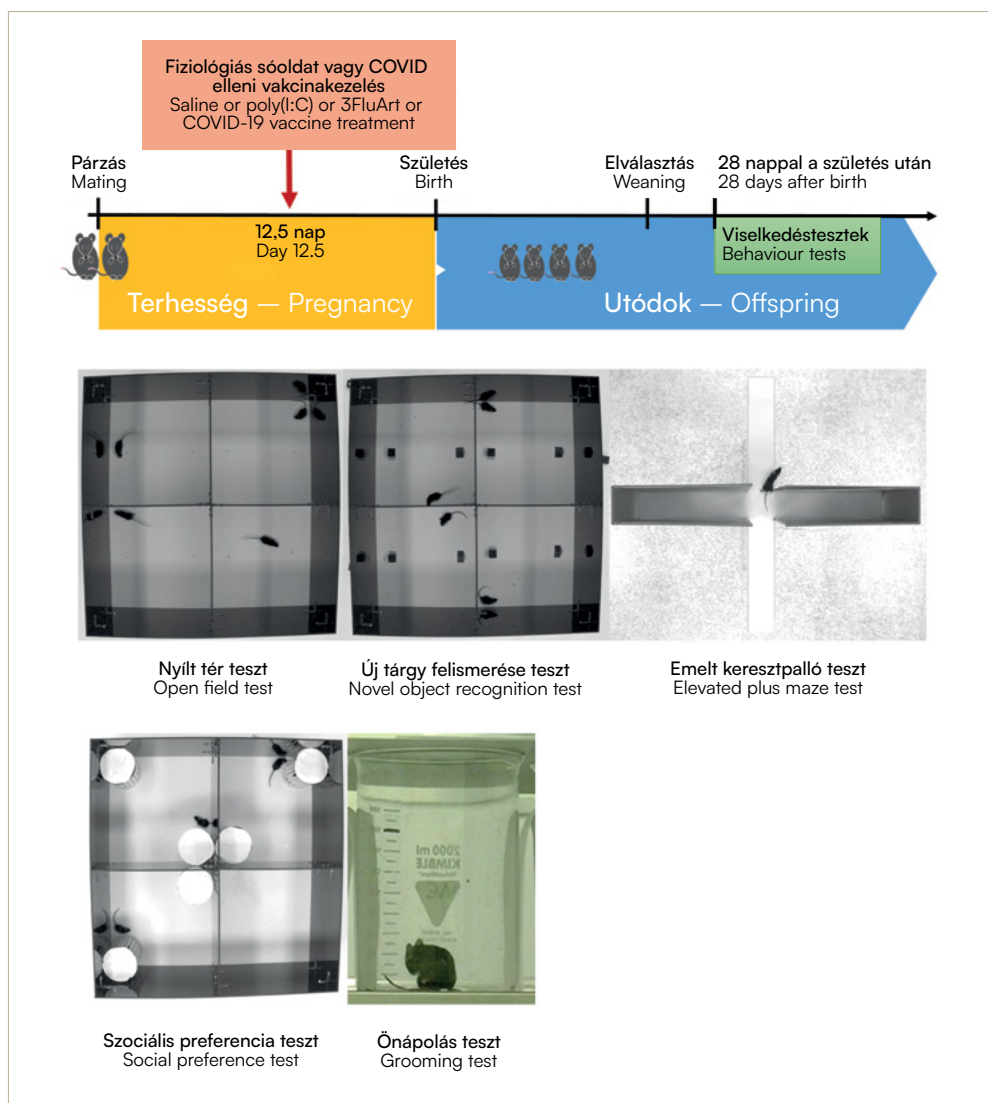 Fiziológiás sóoldat vagy COVID
elleni vakcinakezelés
Saline or poly(I:C) or 3FluArt or
COVID-19 vaccine treatment
Párzás
Mating
Születés
Birth
Elválasztás
Weaning
28 nappal a születés után
28 days after birth
12,5 nap
Day 12.5
Viselkedéstesztek
Behaviour tests
Terhesség — Pregnancy
Utódok — Offspring
Nyílt tér teszt
Open field test
Új tárgy felismerése teszt
Novel object recognition test
Emelt keresztpalló teszt
Elevated plus maze test
2000 ml
KIMBLE
Szociális preferencia teszt
Social preference test
Önápolás teszt
Grooming test